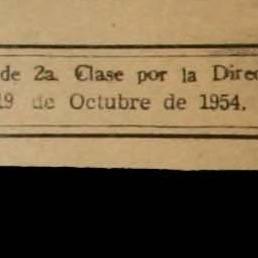 de 2a. Clase por la Direc
19 de Octubre de 1954.